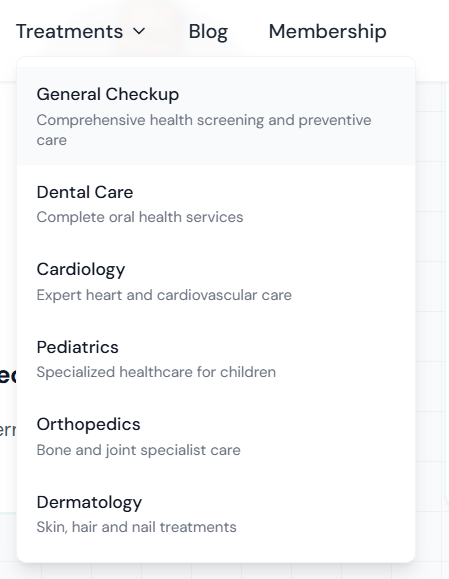 Treatments Blog Membership
General Checkup
Comprehensive health screening and preventive
care
Dental Care
Complete oral health services
Cardiology
Expert heart and cardiovascular care
Pediatrics
Specialized healthcare for children
Orthopedics
Bone and joint specialist care
Dermatology
Skin, hair and nail treatments